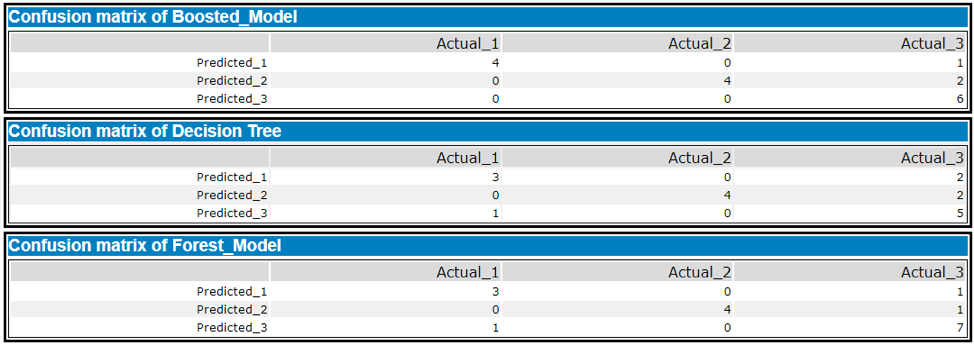 Confusion matrix of Boosted_Model
Actual_1 Actual_2 Actual_3
Predicted_1 4 0 1
Predicted_2 0 4 2
Predicted_3 0 0 6
Confusion matrix of Decision Tree
Actual_1 Actual_2 Actual_3
Predicted_1 3 0 2
Predicted_2 0 4 2
Predicted_3 1 0 5
Confusion matrix of Forest_Model
Actual_1 Actual_2 Actual_3
Predicted_1 3 0 1
Predicted_2 0 4 1
Predicted_3 1 0 7